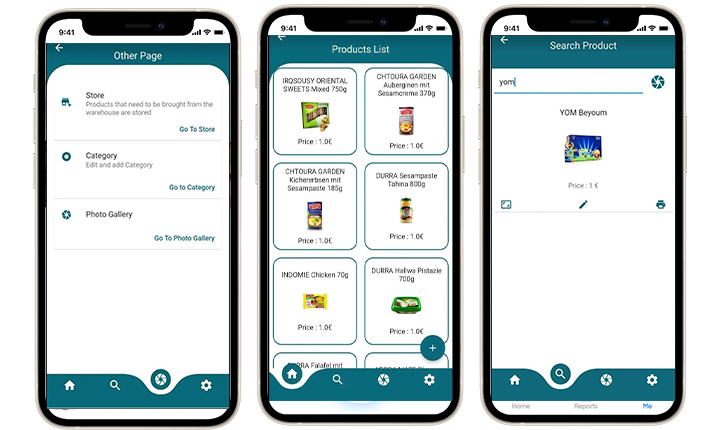 9:41
Other Page
Store
Products that need to be brought from the
warehouse are stored
Go To Store
Category
Edit and add Category
Go to Category
Photo Gallery
Go To Photo Gallery
9:41
Products List
IRQSOUSY ORIENTAL
SWEETS Mixed 750g
Price : 1.0€
CHTOURA GARDEN
Auberginen mit
Sesamcreme 370g
Price : 1.0€
CHTOURA GARDEN
Kichererbsen mit
Sesampaste 185g
Price : 1.0€
DURRA Sesampaste
Tahina 800g
Price : 1.0€
INDOMIE Chicken 70g
Price : 1.0€
DURRA Hallwa Pistazie
700g
Price : 1.0€
Falafel mit
9:41
Search Product
yom
YOM Beyoum
Price : 1 €
Home
Reports
Me